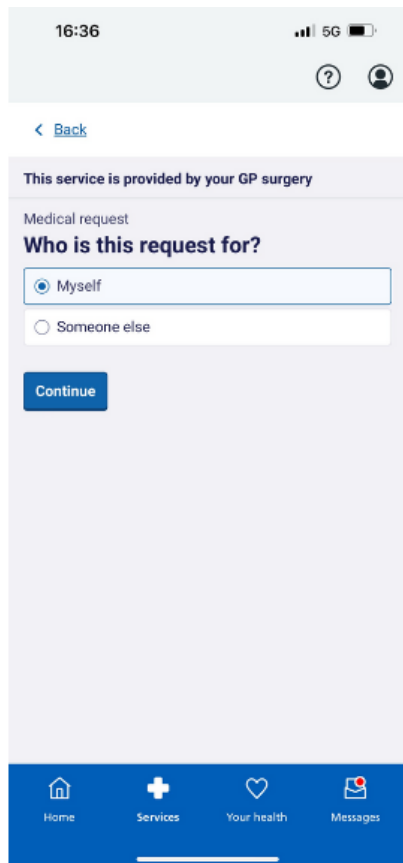 16:36
5G
Back
This service is provided by your GP surgery
Medical request
Who is this request for?
Myself
Someone else
Continue
Home Services Your health Messages